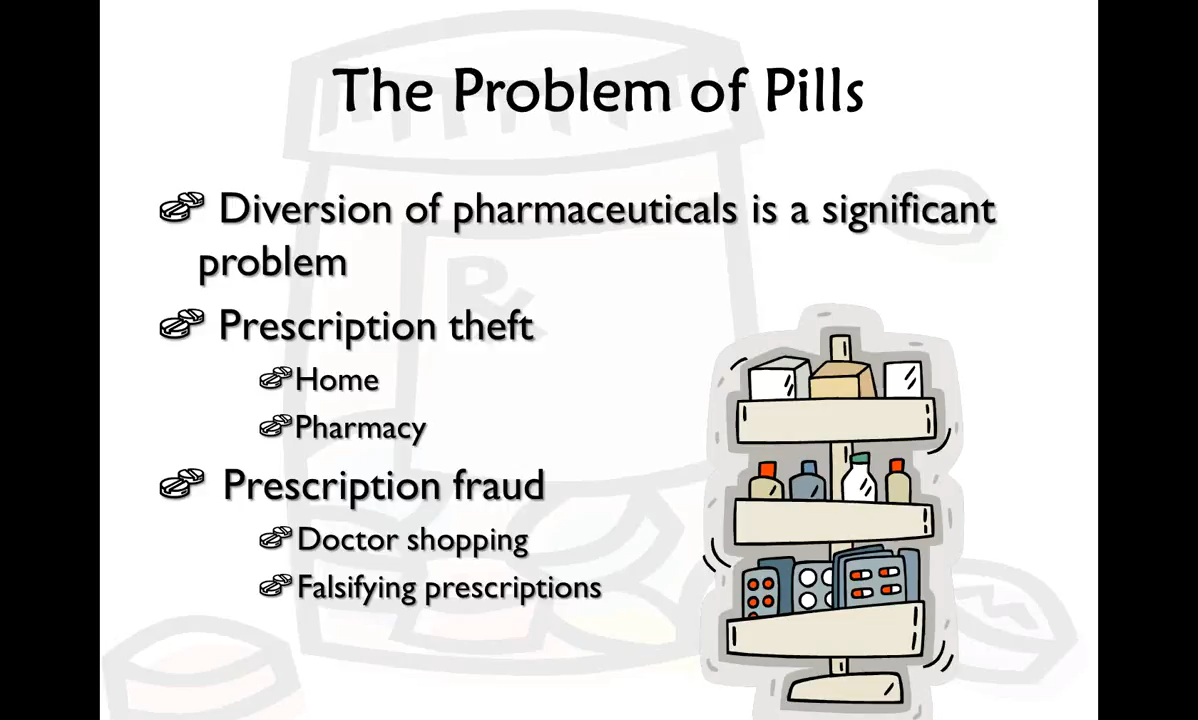 The Problem of Pills
Diversion of pharmaceuticals is a significant
problem
Prescription theft
Home
Pharmacy
Prescription fraud
Doctor shopping
Falsifying prescriptions